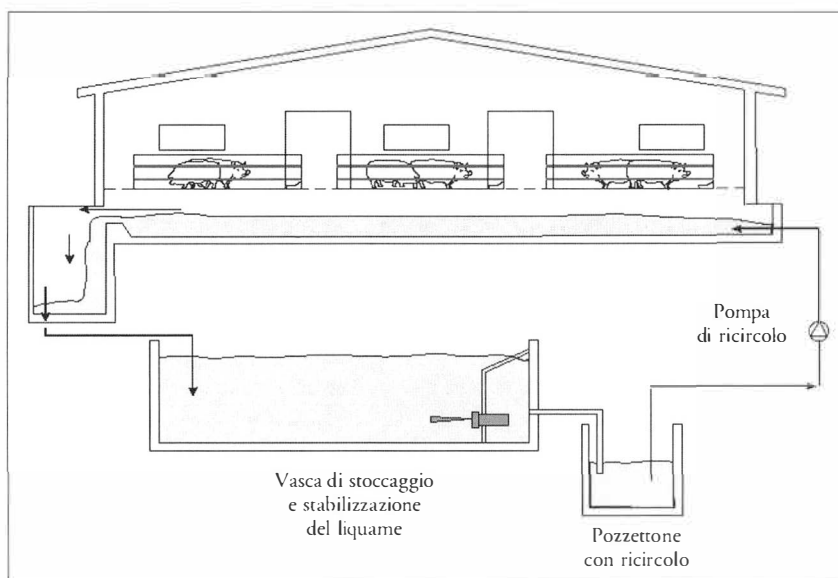 Pompa
di ricircolo
Vasca di stoccaggio
e stabilizzazione
del liquame
Pozzettone
con ricircolo